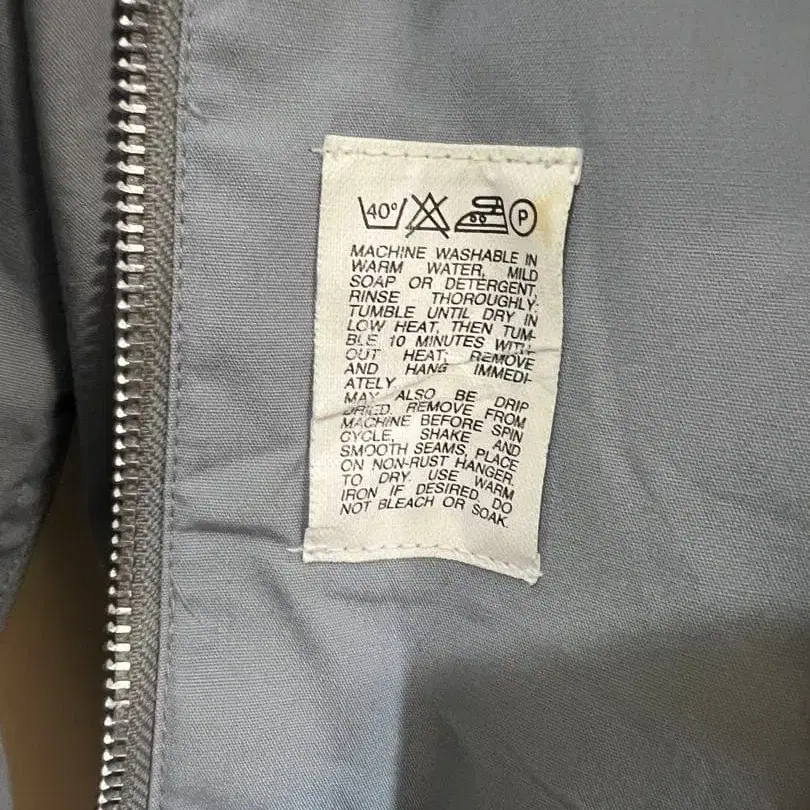 40°
P
MACHINE WASHABLE IN
WARM WATER, MILD
SOAP OR DETERGENT,
RINSE THOROUGHLY:
TUMBLE UNTIL DRY IN
LOW HEAT, THEN TUM-
BLE 10 MINUTES WITH-
OUT HEAT; REMOVE
AND HANG IMMEDI-
ATELY.
MAY ALSO BE DRIP
DRIED. REMOVE FROM
MACHINE BEFORE SPIN
CYCLE, SHAKE AND
SMOOTH SEAMS, PLACE
ON NON-RUST HANGER
TO DRY. USE WARM
IRON IF DESIRED. DO
NOT BLEACH OR SOAK.